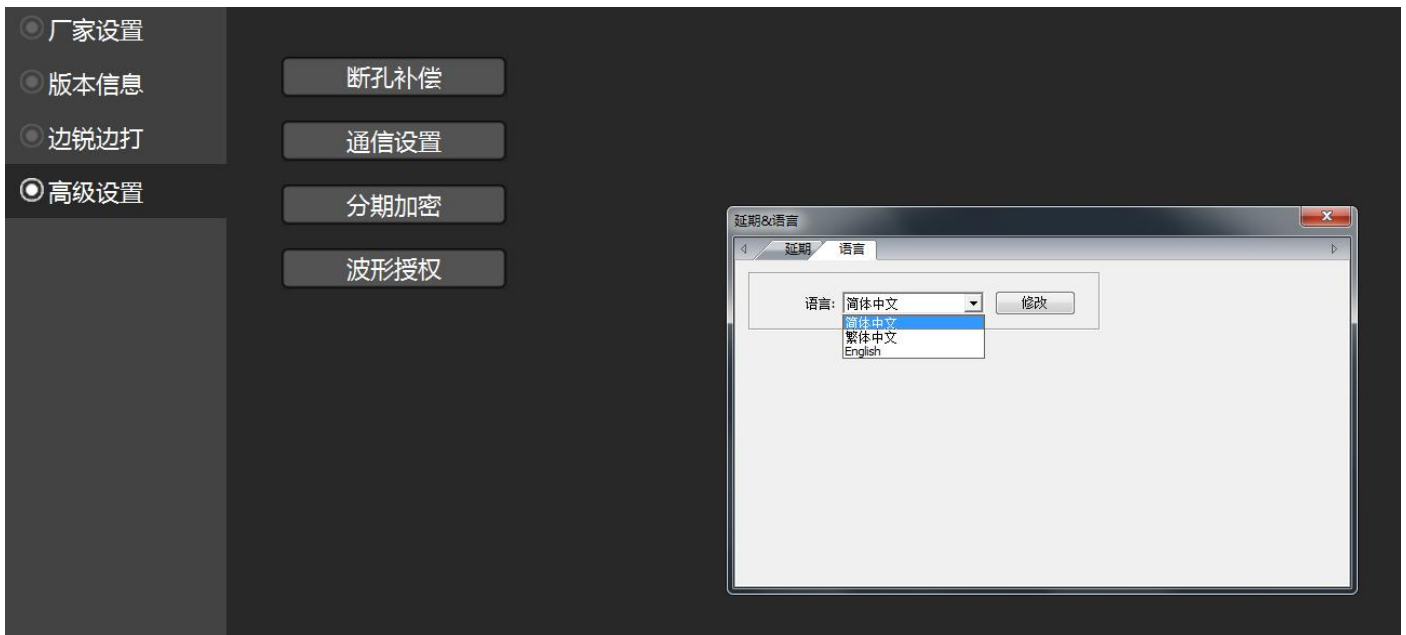 厂家设置
版本信息
边锐边打
高级设置
断孔补偿
通信设置
分期加密
波形授权
延期&语言
延期 语言
语言: 简体中文 修改
简体中文
繁体中文
English